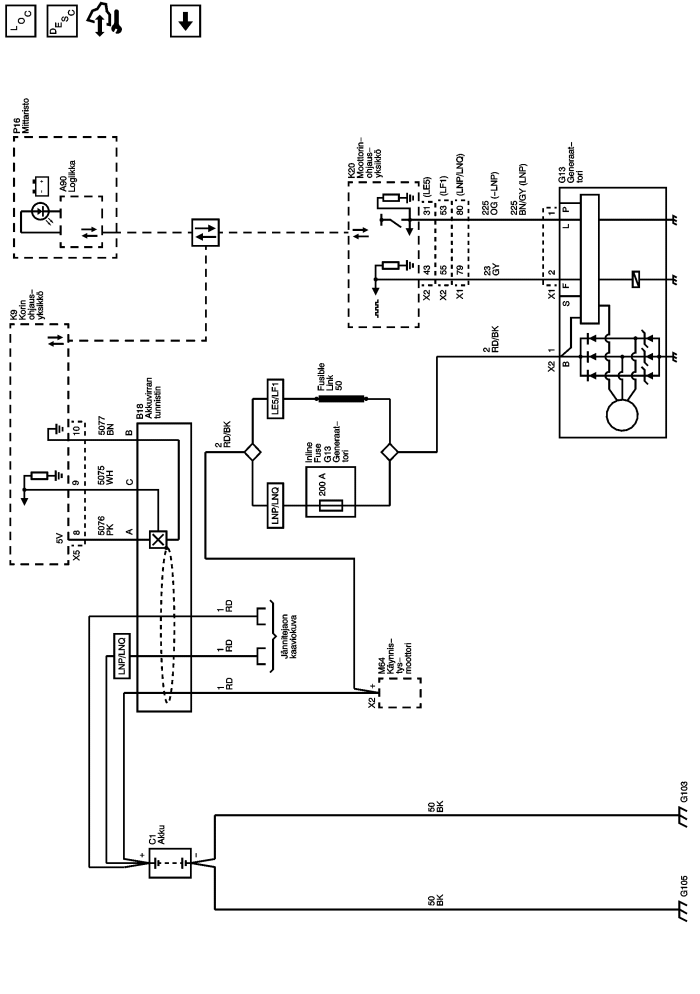 LOC
DESC
P16
Mittaristo
A90
Logiikka
K9
Korin
ohjaus–
yksikkö
K20
Moottorin–
ohjaus–
yksikkö
G13
Generaat–
tori
5V
8
9
10
X5
5076
PK
5075
WH
5077
BN
A
C
B
B18
Akkuvirran
tunnistin
43
31 (LE5)
X2
55
53 (LF1)
X2
79
80 (LNP/LNQ)
X1
23
GY
225
OG (–LNP)
225
BN/GY (LNP)
X1
2
1
S
F
L
P
X2
1
B
2
RD/BK
2
RD/BK
LE5/LF1
Fusible
Link
50
LNP/LNQ
Inline
Fuse
G13
Generaat–
tori
200 A
LNP/LNQ
1
RD
1
RD
1
RD
Jännitejaon
kaaviokuva
M64
Käynnis–
tys–
moottori
X2
+
C1
Akku
+
–
50
BK
50
BK
G103
G105